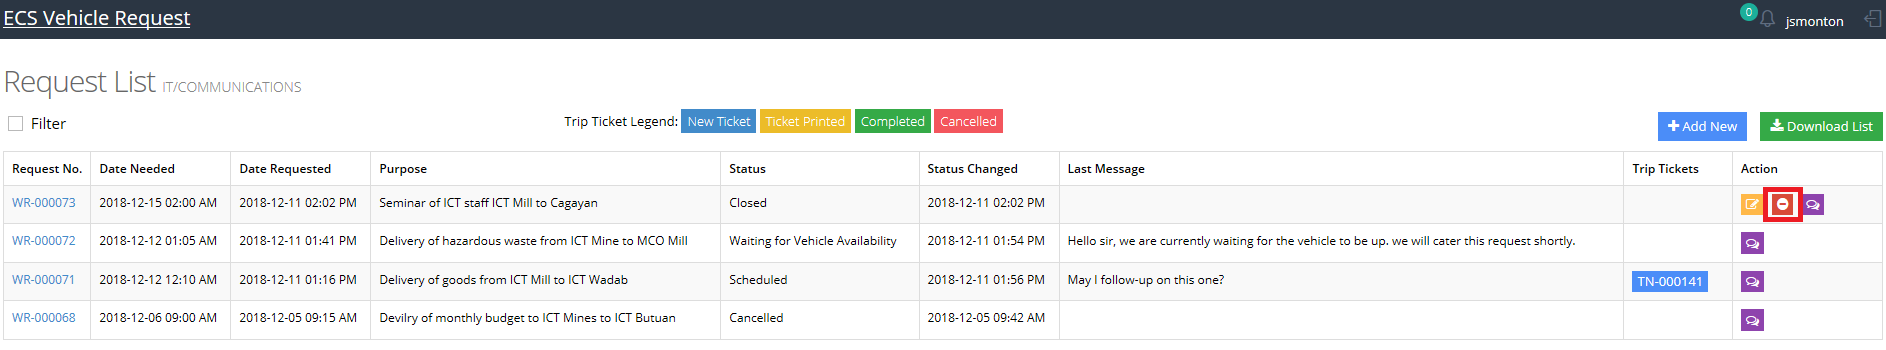 ECS Vehicle Request
0 jsmonton
Request List IT/COMMUNICATIONS
Filter Trip Ticket Legend: New Ticket Ticket Printed Completed Cancelled Add New Download List
Request No. Date Needed Date Requested Purpose Status Status Changed Last Message Trip Tickets Action
WR-000073 2018-12-15 02:00 AM 2018-12-11 02:02 PM Seminar of ICT staff ICT Mill to Cagayan Closed 2018-12-11 02:02 PM
WR-000072 2018-12-12 01:05 AM 2018-12-11 01:41 PM Delivery of hazardous waste from ICT Mine to MCO Mill Waiting for Vehicle Availability 2018-12-11 01:54 PM Hello sir, we are currently waiting for the vehicle to be up. we will cater this request shortly.
WR-000071 2018-12-12 12:10 AM 2018-12-11 01:16 PM Delivery of goods from ICT Mill to ICT Wadab Scheduled 2018-12-11 01:56 PM May I follow-up on this one? TN-000141
WR-000068 2018-12-06 09:00 AM 2018-12-05 09:15 AM Devilry of monthly budget to ICT Mines to ICT Butuan Cancelled 2018-12-05 09:42 AM